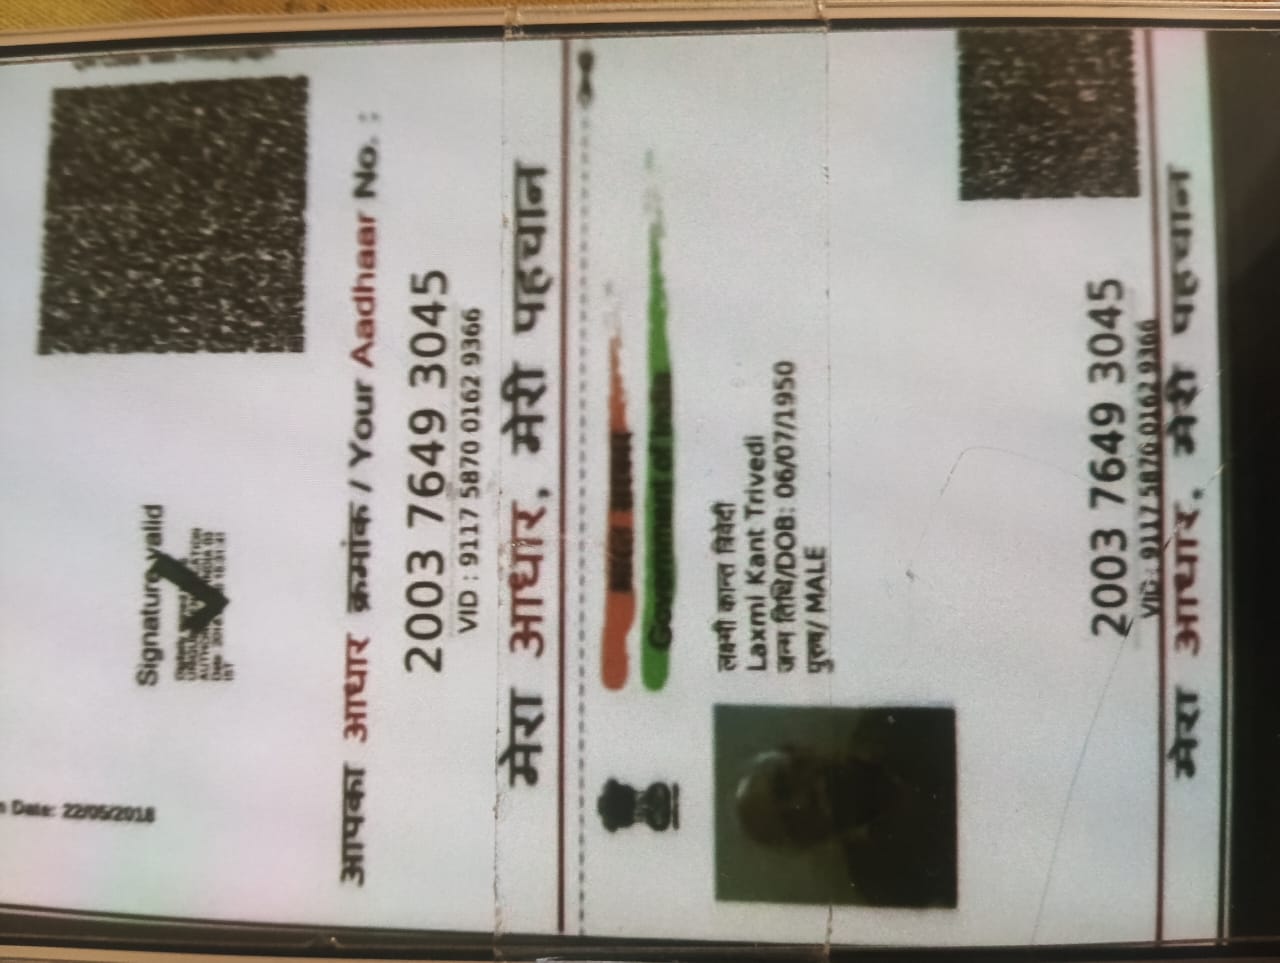 Date: 22/05/2018
Signature valid
आपका आधार क्रमांक / Your Aadhaar No. :
2003 7649 3045
VID : 9117 5870 0162 9366
मेरा आधार, मेरी पहचान
Government of
लक्ष्मी कान्त त्रिवेदी
Laxmi Kant Trivedi
जन्म तिथि/DOB: 06/07/1950
पुरुष/ MALE
2003 7649 3045
VID : 9117 5870 0162 9366
मेरा आधार, मेरी पहचान